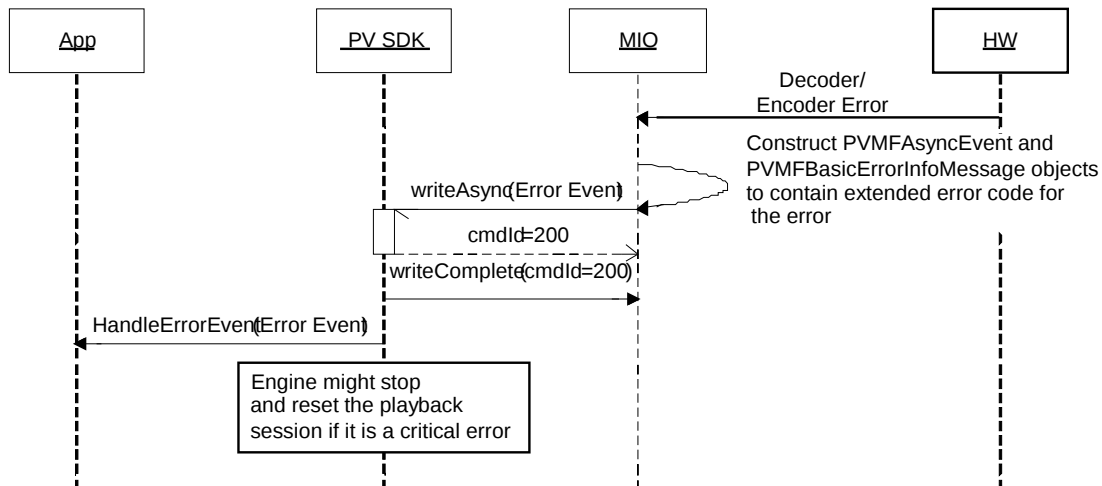 App
PV SDK
MIO
HW
Decoder/
Encoder Error
Construct PVMFAsyncEvent and
PVMFBasicErrorInfoMessage objects
to contain extended error code for
the error
writeAsync(Error Event)
cmdId=200
writeComplete(cmdId=200)
HandleErrorEvent(Error Event)
Engine might stop
and reset the playback
session if it is a critical error